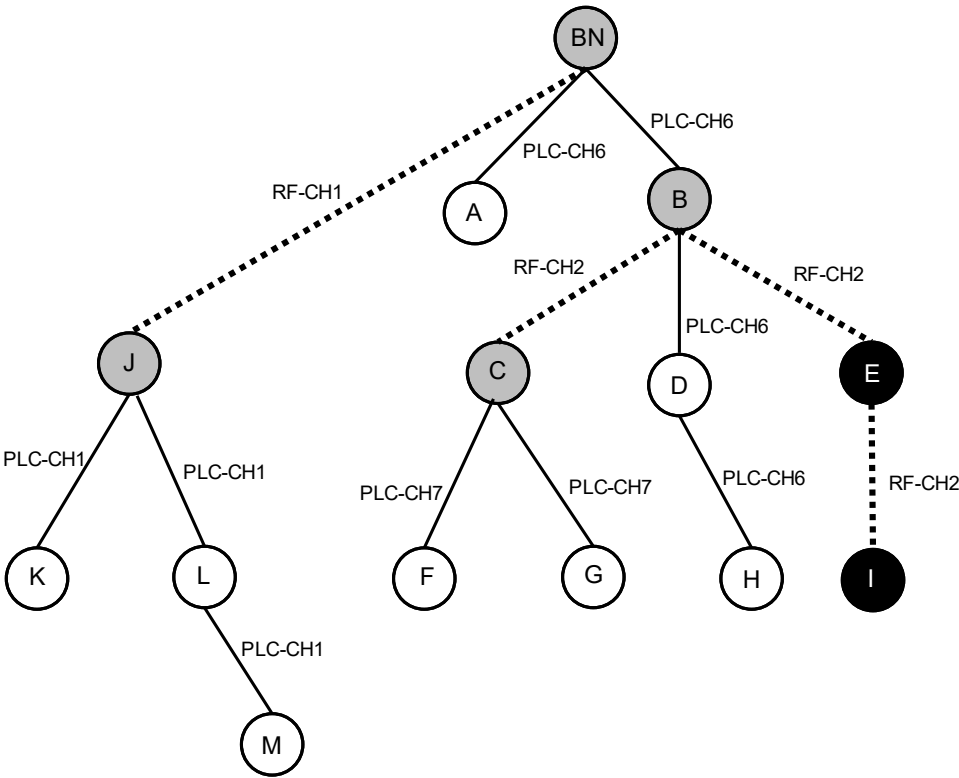 BN
PLC-CH6
PLC-CH6
RF-CH1
A
B
RF-CH2
RF-CH2
PLC-CH6
J
C
D
E
PLC-CH1
PLC-CH1
PLC-CH7
PLC-CH7
PLC-CH6
RF-CH2
K
L
F
G
H
I
PLC-CH1
M